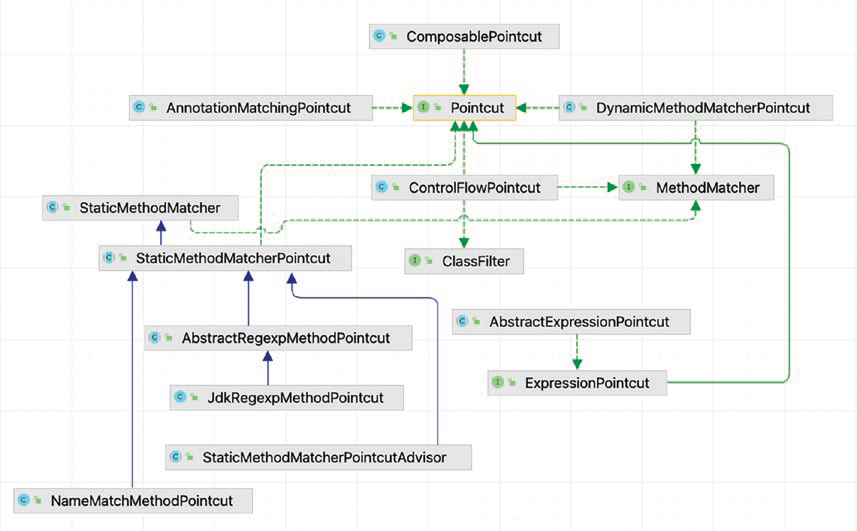 ComposablePointcut
AnnotationMatchingPointcut
Pointcut
DynamicMethodMatcherPointcut
ControlFlowPointcut
MethodMatcher
StaticMethodMatcher
StaticMethodMatcherPointcut
ClassFilter
AbstractExpressionPointcut
AbstractRegexpMethodPointcut
ExpressionPointcut
JdkRegexpMethodPointcut
StaticMethodMatcherPointcutAdvisor
NameMatchMethodPointcut